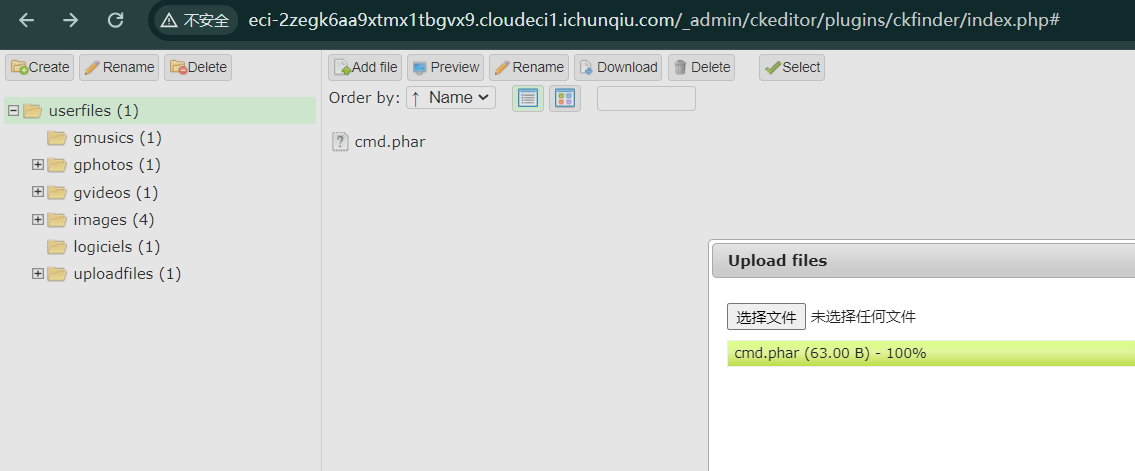 不安全 eci-2zegk6aa9xtmx1tbgvx9.cloudeci1.ichunqiu.com/_admin/ckeditor/plugins/ckfinder/index.php#
Create Rename Delete
Add file Preview Rename Download Delete Select
Order by: ↑ Name
userfiles (1)
gmusics (1)
gphotos (1)
gvideos (1)
images (4)
logiciels (1)
uploadfiles (1)
cmd.phar
Upload files
选择文件 未选择任何文件
cmd.phar (63.00 B) - 100%